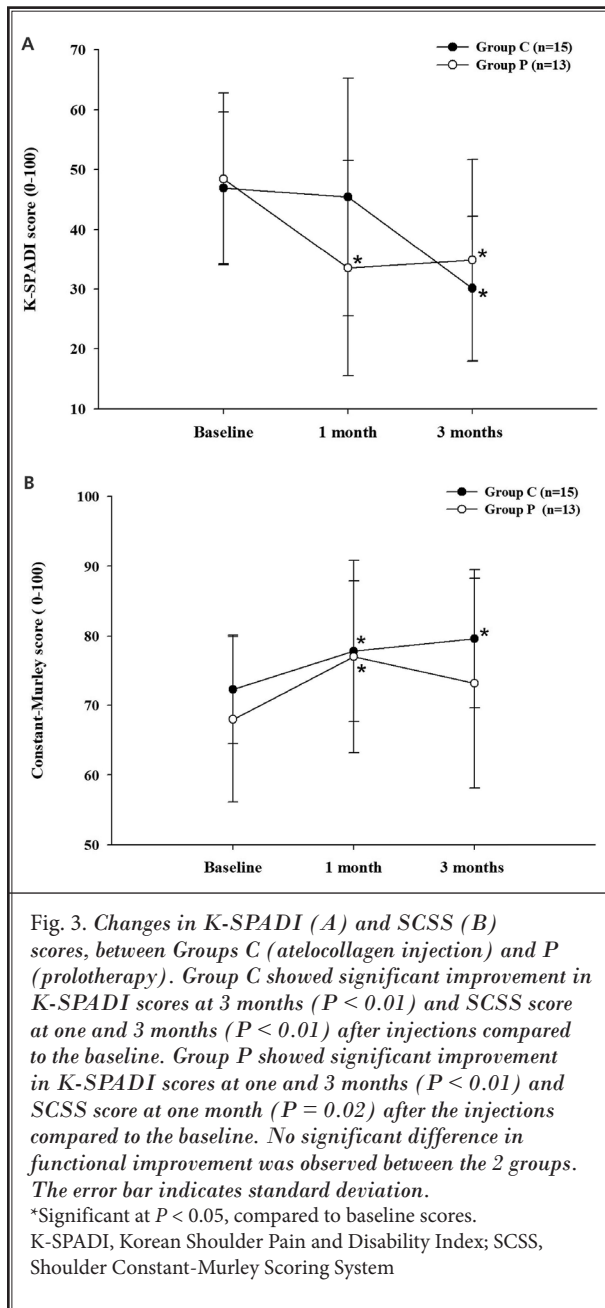 A
70
60
50
40
30
20
10
K-SPADI score (0-100)
Group C (n=15)
Group P (n=13)
*
*
*
Baseline 1 month 3 months
B
100
90
80
70
60
50
Constant-Murley score ( 0-100)
Group C (n=15)
Group P (n=13)
*
*
*
Baseline 1 month 3 months
Fig. 3. Changes in K-SPADI (A) and SCSS (B)
scores, between Groups C (atelocollagen injection) and P
(prolotherapy). Group C showed significant improvement in
K-SPADI scores at 3 months (P < 0.01) and SCSS score
at one and 3 months (P < 0.01) after injections compared
to the baseline. Group P showed significant improvement
in K-SPADI scores at one and 3 months (P < 0.01) and
SCSS score at one month (P = 0.02) after the injections
compared to the baseline. No significant difference in
functional improvement was observed between the 2 groups.
The error bar indicates standard deviation.
*Significant at P < 0.05, compared to baseline scores.
K-SPADI, Korean Shoulder Pain and Disability Index; SCSS,
Shoulder Constant-Murley Scoring System